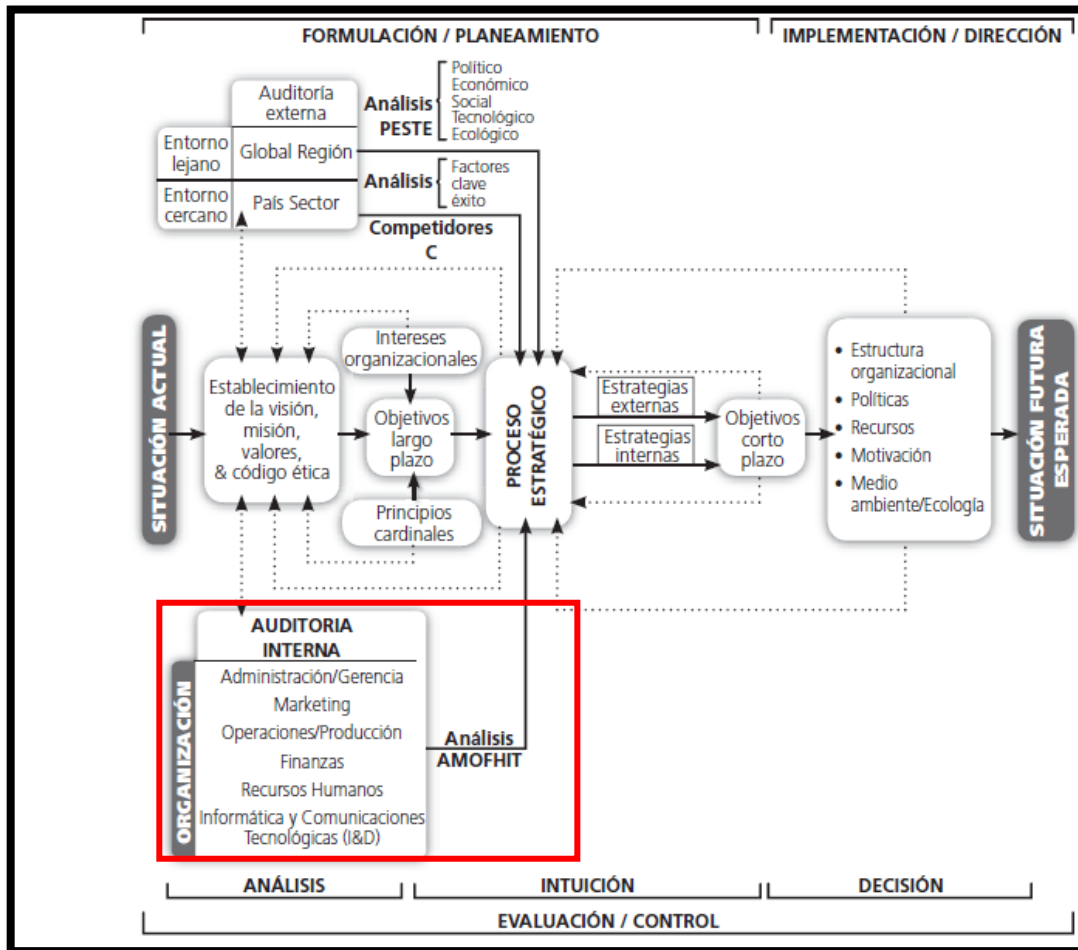 FORMULACIÓN / PLANEAMIENTO
IMPLEMENTACIÓN / DIRECCIÓN
Auditoría
externa
Entorno
lejano
Global Región
Entorno
cercano
País Sector
Análisis
PESTE
Político
Económico
Social
Tecnológico
Ecológico
Análisis
Factores
clave
éxito
Competidores
C
SITUACIÓN ACTUAL
Establecimiento
de la visión,
misión,
valores,
& código ética
Intereses
organizacionales
Objetivos
largo
plazo
Principios
cardinales
PROCESO
ESTRATÉGICO
Estrategias
externas
Estrategias
internas
Objetivos
corto
plazo
• Estructura
organizacional
• Políticas
• Recursos
• Motivación
• Medio
ambiente/Ecología
SITUACIÓN FUTURA
ESPERADA
ORGANIZACIÓN
AUDITORIA
INTERNA
Administración/Gerencia
Marketing
Operaciones/Producción
Finanzas
Recursos Humanos
Informática y Comunicaciones
Tecnológicas (I&D)
Análisis
AMOFHIT
ANÁLISIS
INTUICIÓN
DECISIÓN
EVALUACIÓN / CONTROL